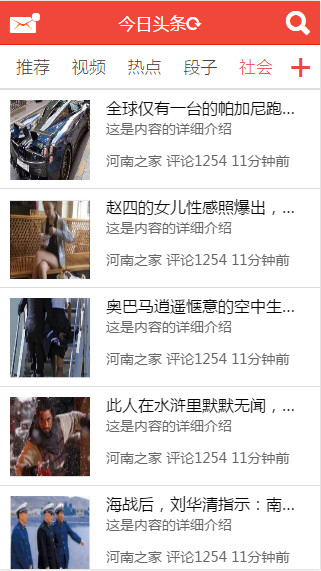 今日头条
推荐 视频 热点 段子 社会
全球仅有一台的帕加尼跑...
这是内容的详细介绍
河南之家 评论1254 11分钟前
赵四的女儿性感照爆出，...
这是内容的详细介绍
河南之家 评论1254 11分钟前
奥巴马逍遥惬意的空中生...
这是内容的详细介绍
河南之家 评论1254 11分钟前
此人在水浒里默默无闻，...
这是内容的详细介绍
河南之家 评论1254 11分钟前
海战后，刘华清指示：南...
这是内容的详细介绍
河南之家 评论1254 11分钟前